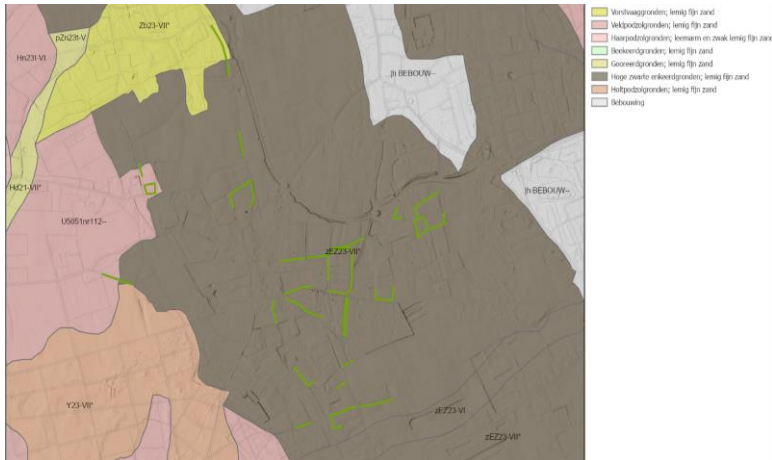 Zb23-VII*
pZn23t-V
Hn23t-VI
|h BEBOUW--
Hd21-VII*
|h BEBOUW--
U5051nr112--
zEZ23-VII*
Y23-VII*
zEZ23-VI
zEZ23-VII*
Vorstvaaggronden; lemig fijn zand
Veldpodzolgronden; lemig fijn zand
Haarpodzolgronden; leemarm en zwak lemig fijn zand
Beekeerdgronden; lemig fijn zand
Gooreerdgronden; lemig fijn zand
Hoge zwarte enkeerdgronden; lemig fijn zand
Holtpodzolgronden; lemig fijn zand
Bebouwing